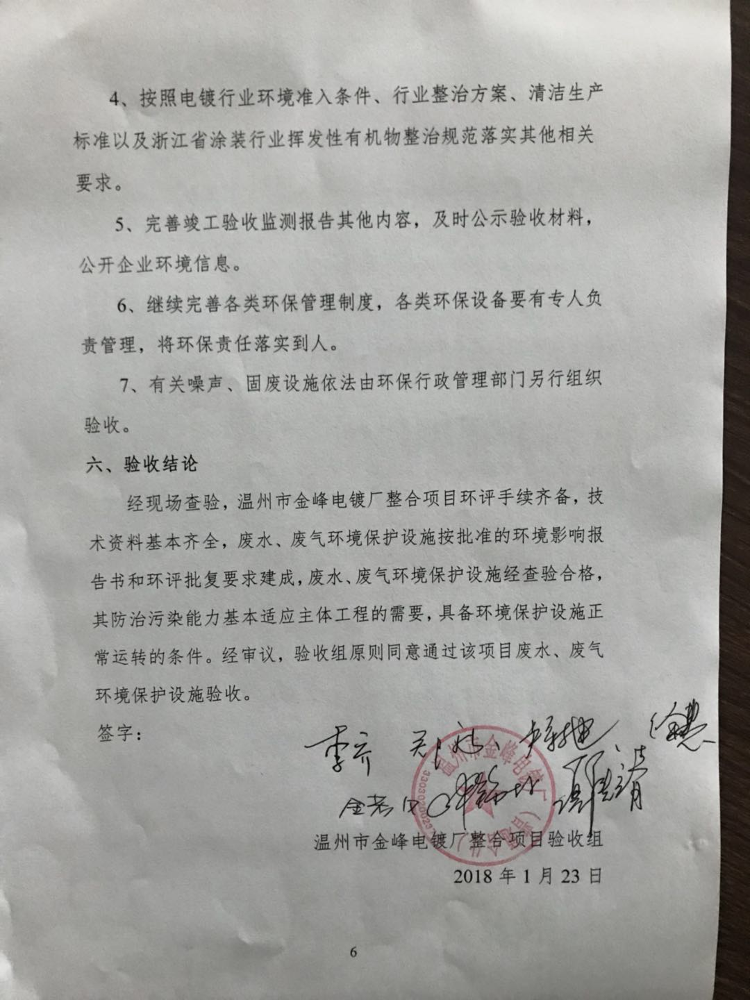 4、按照电镀行业环境准入条件、行业整治方案、清洁生产
标准以及浙江省涂装行业挥发性有机物整治规范落实其他相关
要求。
5、完善竣工验收监测报告其他内容，及时公示验收材料，
公开企业环境信息。
6、继续完善各类环保管理制度，各类环保设备要有专人负
责管理，将环保责任落实到人。
7、有关噪声、固废设施依法由环保行政管理部门另行组织
验收。
六、验收结论
经现场查验，温州市金峰电镀厂整合项目环评手续齐备，技
术资料基本齐全，废水、废气环境保护设施按批准的环境影响报
告书和环评批复要求建成，废水、废气环境保护设施经查验合格，
其防治污染能力基本适应主体工程的需要，具备环境保护设施正
常运转的条件。经审议，验收组原则同意通过该项目废水、废气
环境保护设施验收。
签字：
李齐
温州市金峰电镀厂
温州市金峰电镀厂整合项目验收组
2018 年 1 月 23 日
6